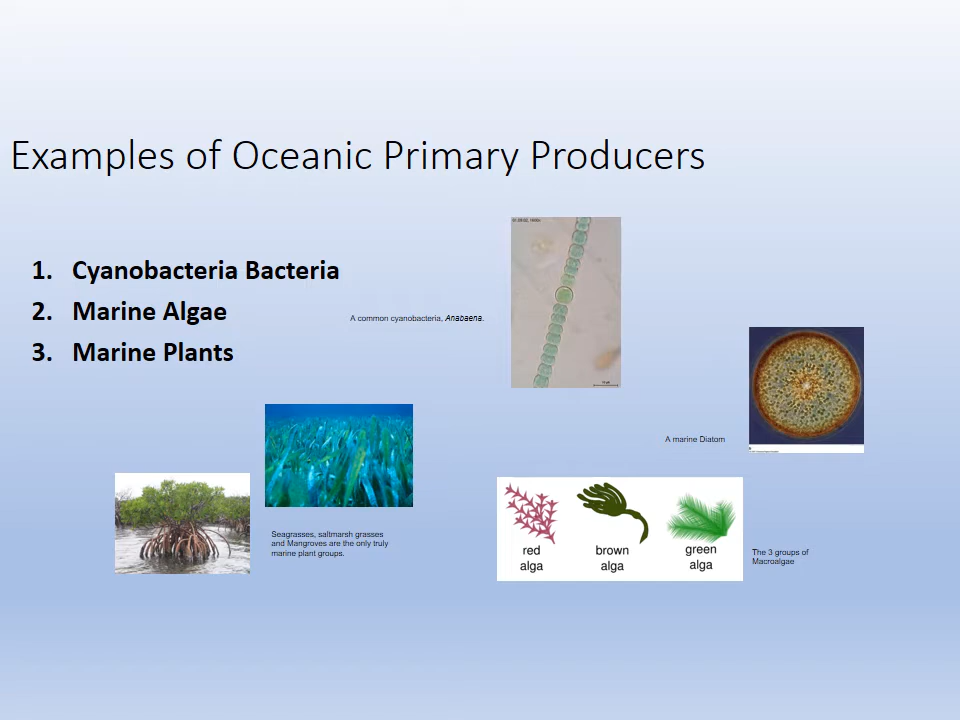 Examples of Oceanic Primary Producers
1. Cyanobacteria Bacteria
2. Marine Algae
3. Marine Plants
A common cyanobacteria, Anabaena.
A marine Diatom
Seagrasses, saltmarsh grasses
and Mangroves are the only truly
marine plant groups.
red
alga
brown
alga
green
alga
The 3 groups of
Macroalgae